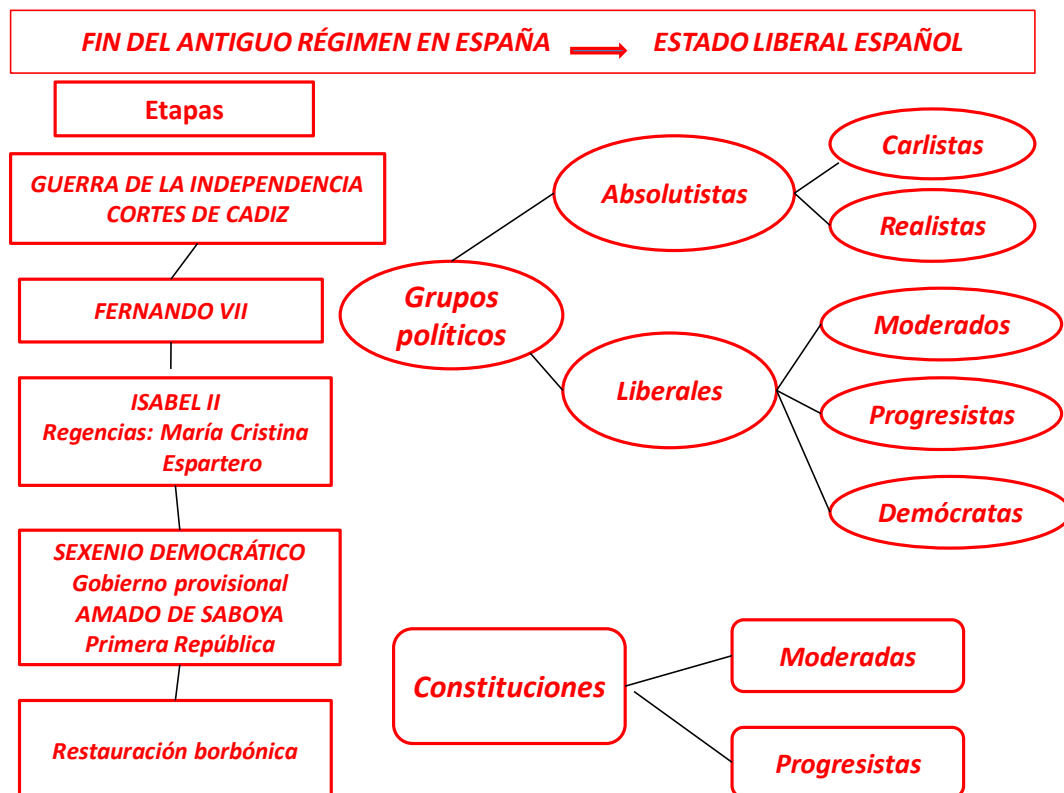 FIN DEL ANTIGUO RÉGIMEN EN ESPAÑA ESTADO LIBERAL ESPAÑOL
Etapas
GUERRA DE LA INDEPENDENCIA
CORTES DE CADIZ
FERNANDO VII
ISABEL II
Regencias: María Cristina
Espartero
SEXENIO DEMOCRÁTICO
Gobierno provisional
AMADO DE SABOYA
Primera República
Restauración borbónica
Grupos
políticos
Absolutistas
Carlistas
Realistas
Liberales
Moderados
Progresistas
Demócratas
Constituciones
Moderadas
Progresistas